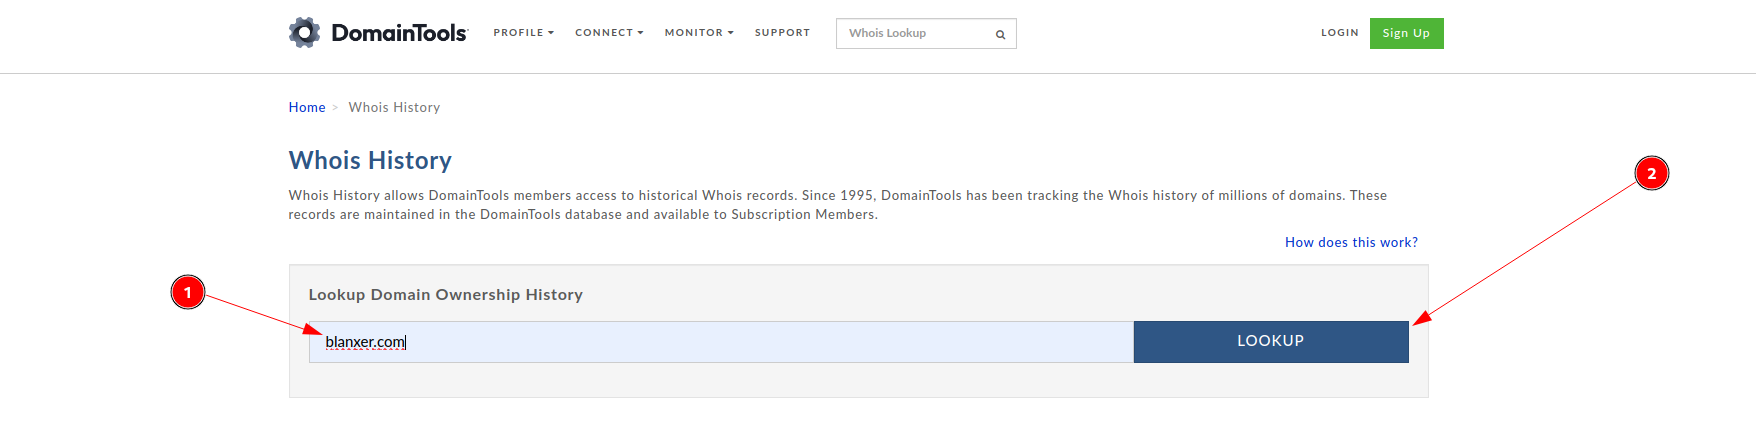 DomainTools PROFILE CONNECT MONITOR SUPPORT Whois Lookup LOGIN Sign Up
Home > Whois History
Whois History
Whois History allows DomainTools members access to historical Whois records. Since 1995, DomainTools has been tracking the Whois history of millions of domains. These
records are maintained in the DomainTools database and available to Subscription Members.
2
How does this work?
1
Lookup Domain Ownership History
blanxer.com LOOKUP